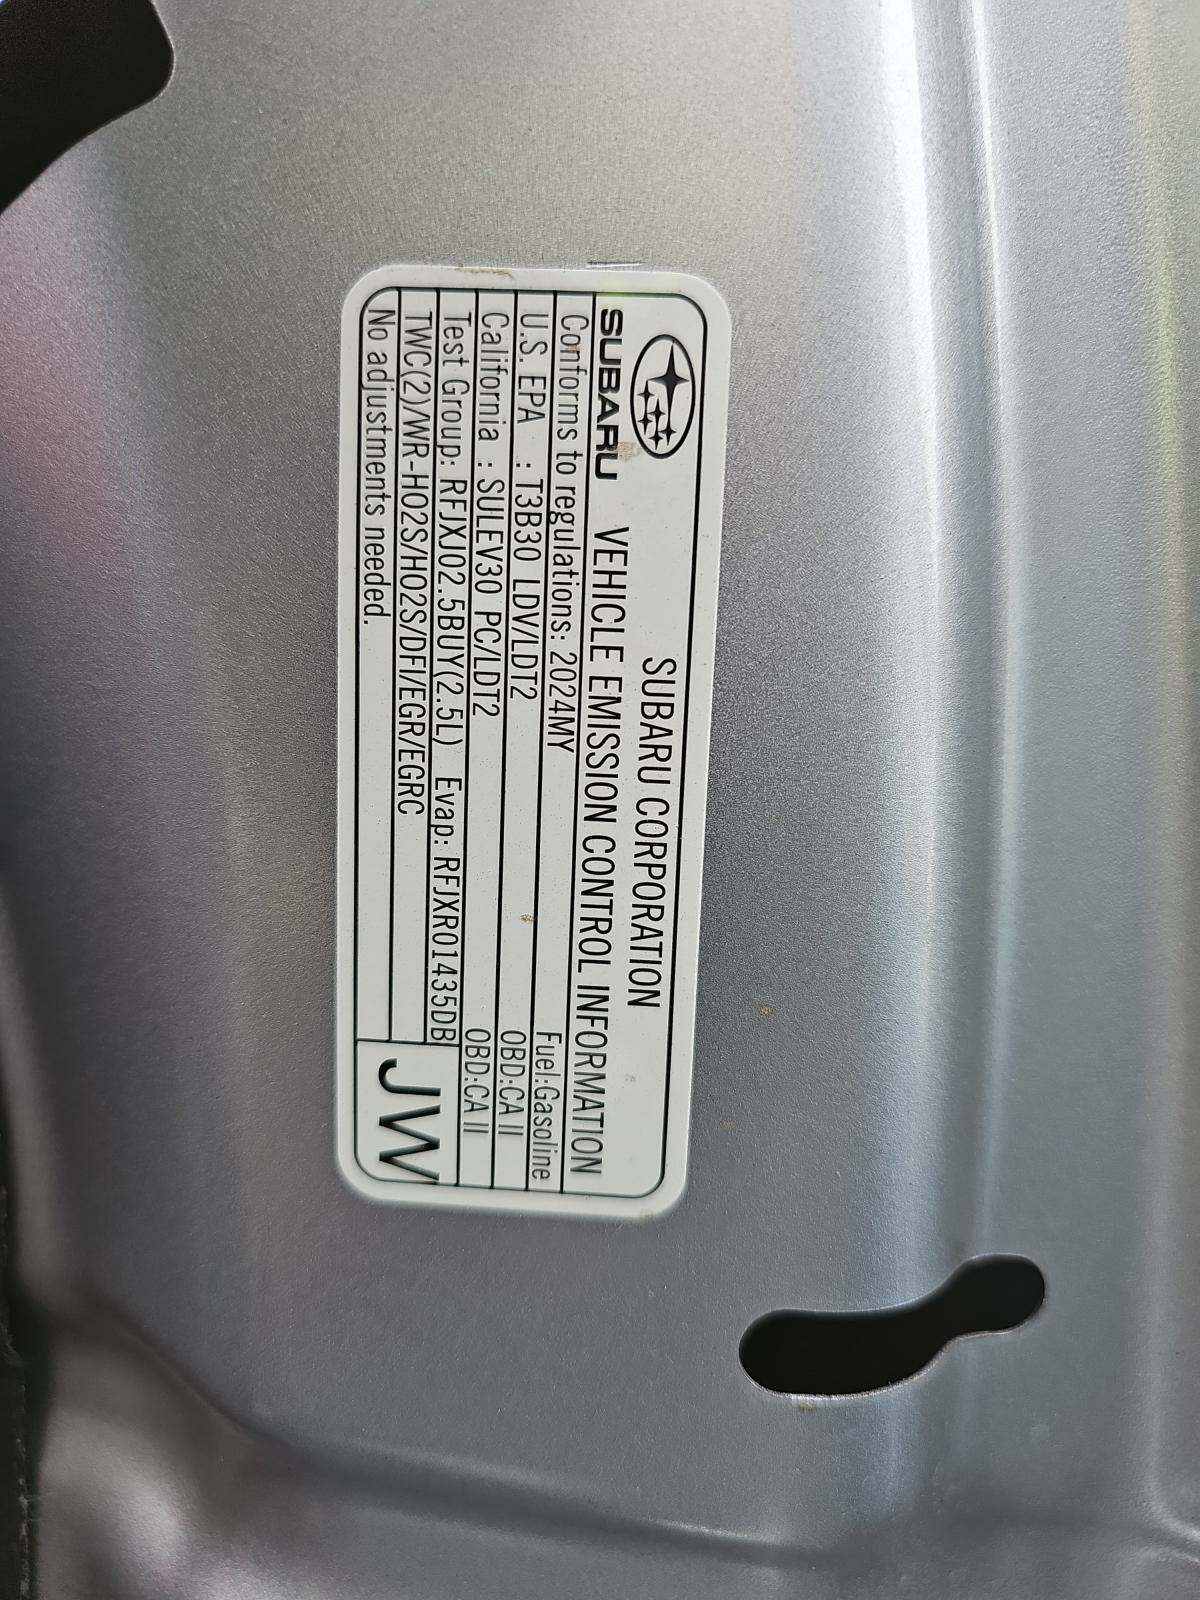 SUBARU CORPORATION
SUBARU VEHICLE EMISSION CONTROL INFORMATION
Conforms to regulations: 2024MY Fuel:Gasoline
U.S. EPA : T3B30 LDV/LDT2 OBD:CA II
California : SULEV30 PC/LDT2 OBD:CA II
Test Group: RFJXJ02.5BUY(2.5L) Evap: RFJXR01435DB
TWC(2)/WR-HO2S/HO2S/DFI/EGR/EGRC
No adjustments needed.
JW